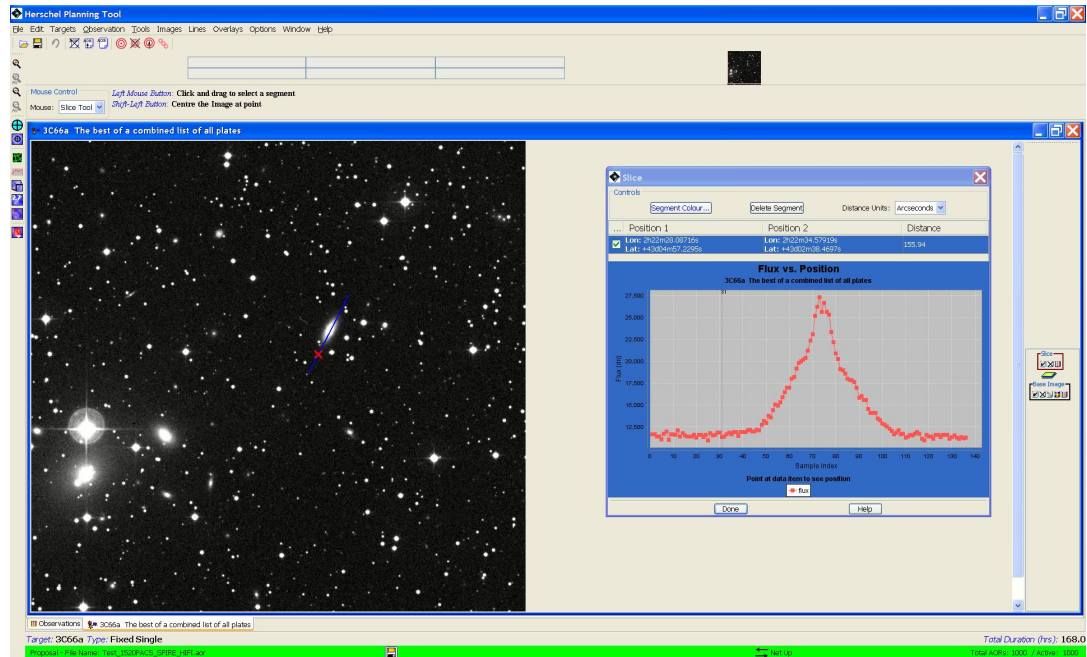 Herschel Planning Tool
File Edit Targets Observation Tools Images Lines Overlays Options Window Help
Mouse Control
Left Mouse Button: Click and drag to select a segment
Mouse: Slice Tool
Shift-Left Button: Centre the Image at point
3C66a The best of a combined list of all plates
Slice
Controls
Segment Colour...
Delete Segment
Distance Units:
Arcseconds
... Position 1 Position 2 Distance
Lon: 2h22m28.08716s Lon: 2h22m34.57919s 155.94
Lat: +43d04m57.2295s Lat: +43d02m38.4697s
Flux vs. Position
3C66a The best of a combined list of all plates
31
27,500
25,000
22,500
20,000
17,500
15,000
12,500
Flux (dn)
0 10 20 30 40 50 60 70 80 90 100 110 120 130 140
Sample Index
Point at data item to see position
flux
Done Help
Slice
Base Image
Observations 3C66a The best of a combined list of all plates
Target: 3C66a Type: Fixed Single Total Duration (hrs): 168.0
Proposal - File Name: Test_1520PACS_SPIRE_HIFI.aor Net Up Total AORs: 1000 / Active: 1000